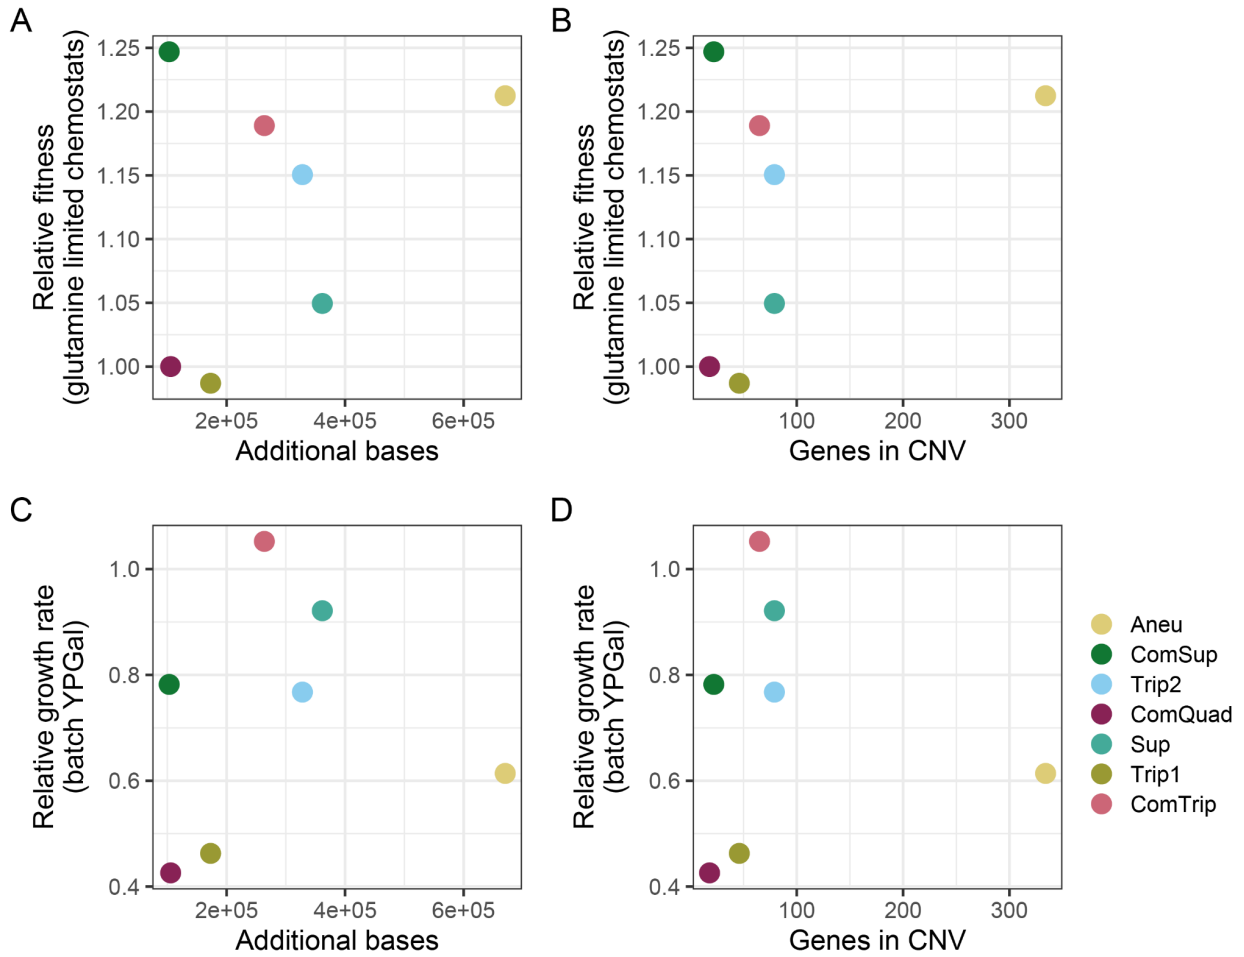 A
Relative fitness
(glutamine limited chemostats)
1.25
1.20
1.15
1.10
1.05
1.00
2e+05 4e+05 6e+05
Additional bases
B
Relative fitness
(glutamine limited chemostats)
1.25
1.20
1.15
1.10
1.05
1.00
100 200 300
Genes in CNV
C
Relative growth rate
(batch YPGal)
1.0
0.8
0.6
0.4
2e+05 4e+05 6e+05
Additional bases
D
Relative growth rate
(batch YPGal)
1.0
0.8
0.6
0.4
100 200 300
Genes in CNV
Aneu
ComSup
Trip2
ComQuad
Sup
Trip1
ComTrip